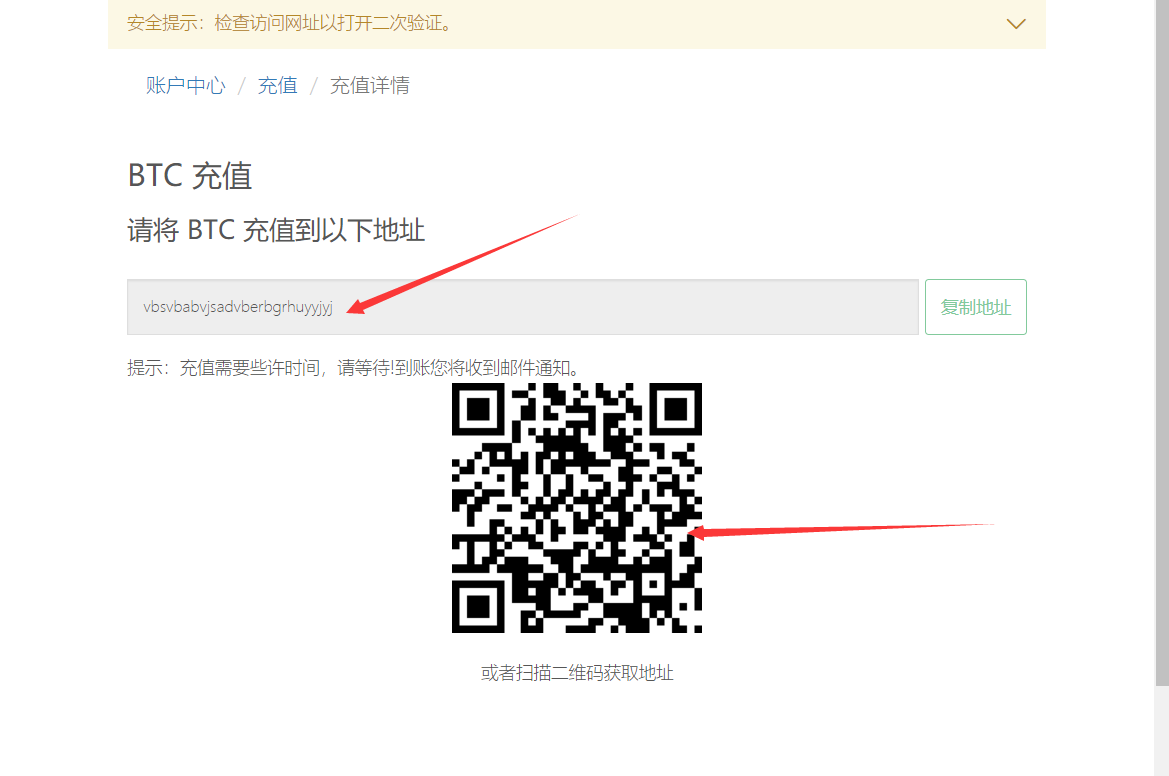 安全提示：检查访问网址以打开二次验证。
账户中心 / 充值 / 充值详情
BTC 充值
请将 BTC 充值到以下地址
vbsvbabvjsadvberbgrhuyyjyj
复制地址
提示：充值需要些许时间，请等待!到账您将收到邮件通知。
或者扫描二维码获取地址